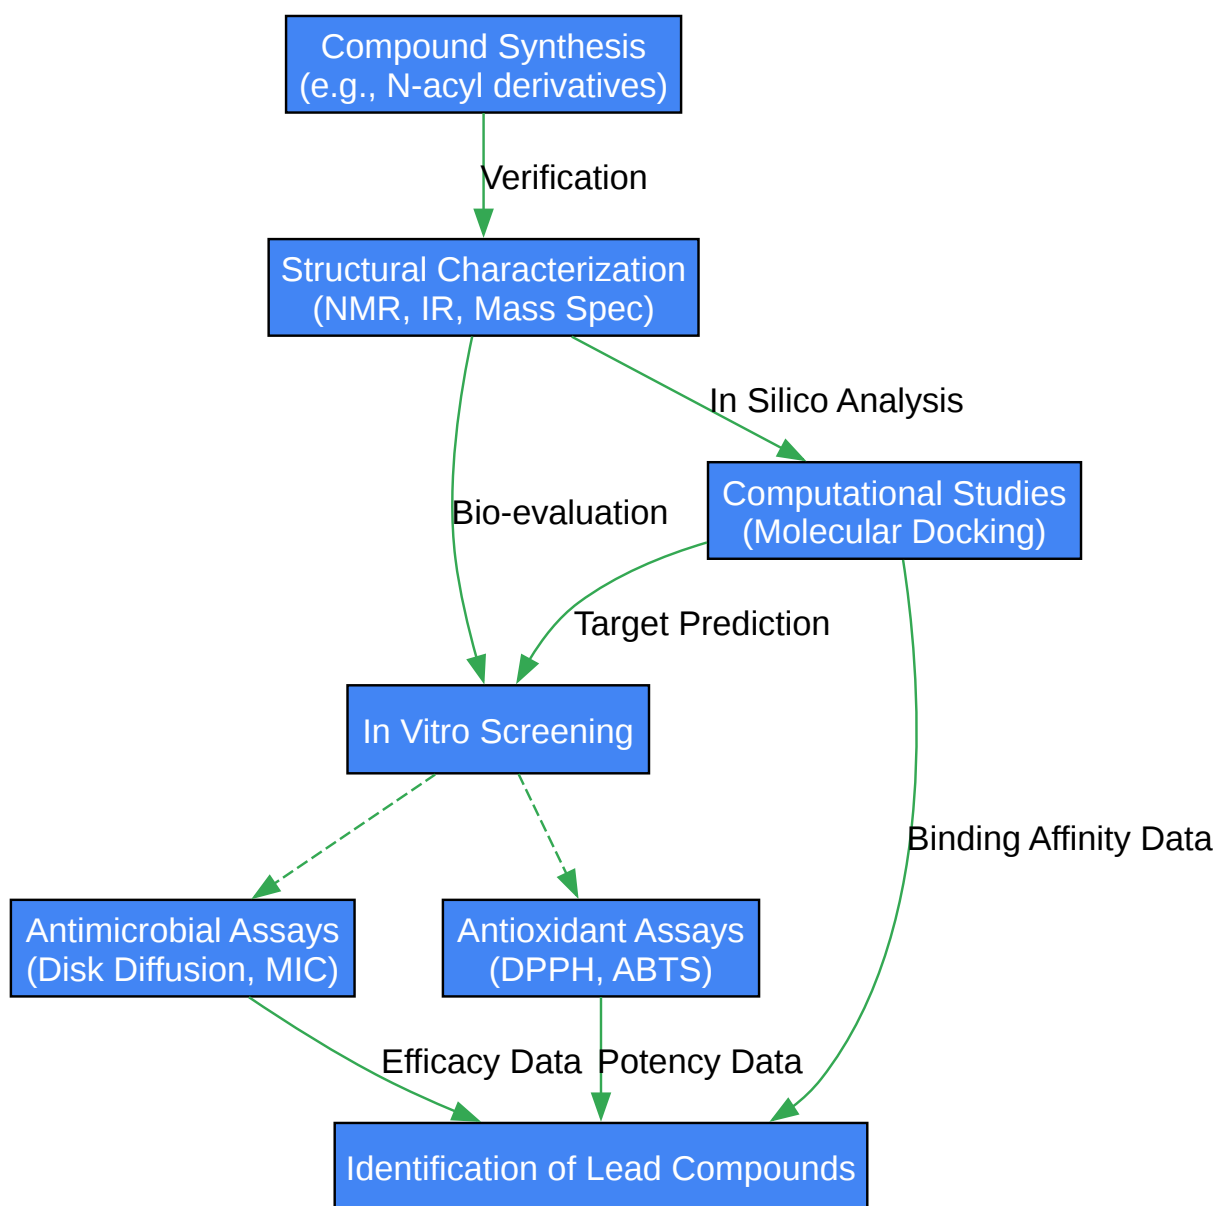 Compound Synthesis
(e.g., N-acyl derivatives)
Verification
Structural Characterization
(NMR, IR, Mass Spec)
In Silico Analysis
Computational Studies
(Molecular Docking)
Bio-evaluation
Target Prediction
In Vitro Screening
Binding Affinity Data
Antimicrobial Assays
(Disk Diffusion, MIC)
Antioxidant Assays
(DPPH, ABTS)
Efficacy Data
Potency Data
Identification of Lead Compounds